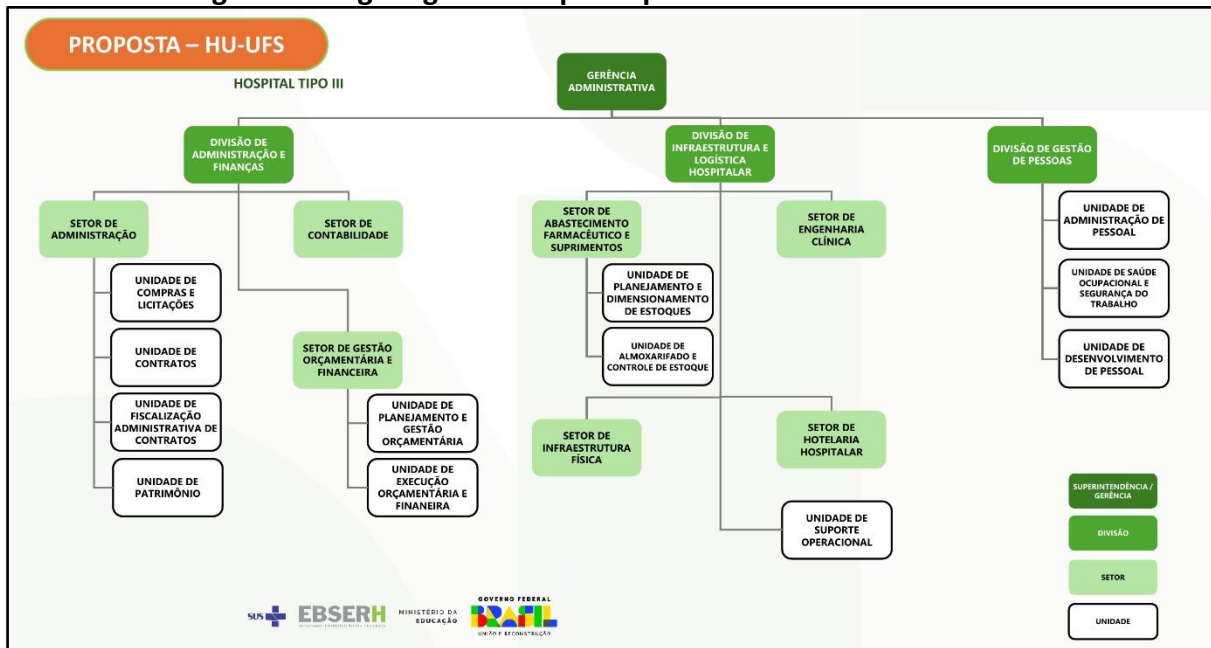 PROPOSTA – HU-UFS
HOSPITAL TIPO III
GERÊNCIA
ADMINISTRATIVA
DIVISÃO DE
ADMINISTRAÇÃO E
FINANÇAS
DIVISÃO DE
INFRAESTRUTURA E
LOGÍSTICA
HOSPITALAR
DIVISÃO DE GESTÃO
DE PESSOAS
SETOR DE
ADMINISTRAÇÃO
SETOR DE
CONTABILIDADE
UNIDADE DE
COMPRAS E
LICITAÇÕES
UNIDADE DE
CONTRATOS
UNIDADE DE
FISCALIZAÇÃO
ADMINISTRATIVA DE
CONTRATOS
UNIDADE DE
PATRIMÔNIO
SETOR DE GESTÃO
ORÇAMENTÁRIA E
FINANCEIRA
UNIDADE DE
PLANEJAMENTO E
GESTÃO
ORÇAMENTÁRIA
UNIDADE DE
EXECUÇÃO
ORÇAMENTÁRIA E
FINANEIRA
SETOR DE
ABASTECIMENTO
FARMACÊUTICO E
SUPRIMENTOS
SETOR DE
ENGENHARIA
CLÍNICA
UNIDADE DE
PLANEJAMENTO E
DIMENSIONAMENTO
DE ESTOQUES
UNIDADE DE
ALMOXARIFADO E
CONTROLE DE ESTOQUE
SETOR DE
INFRAESTRUTURA
FÍSICA
SETOR DE
HOTELARIA
HOSPITALAR
UNIDADE DE
SUPORTE
OPERACIONAL
UNIDADE DE
ADMINISTRAÇÃO DE
PESSOAL
UNIDADE DE SAÚDE
OCUPACIONAL E
SEGURANÇA DO
TRABALHO
UNIDADE DE
DESENVOLVIMENTO
DE PESSOAL
SUPERINTENDÊNCIA /
GERÊNCIA
DIVISÃO
SETOR
UNIDADE
SUS
EBSERH
MINISTÉRIO DA
EDUCAÇÃO
GOVERNO FEDERAL
BRASIL
UNIÃO E RECONSTRUÇÃO